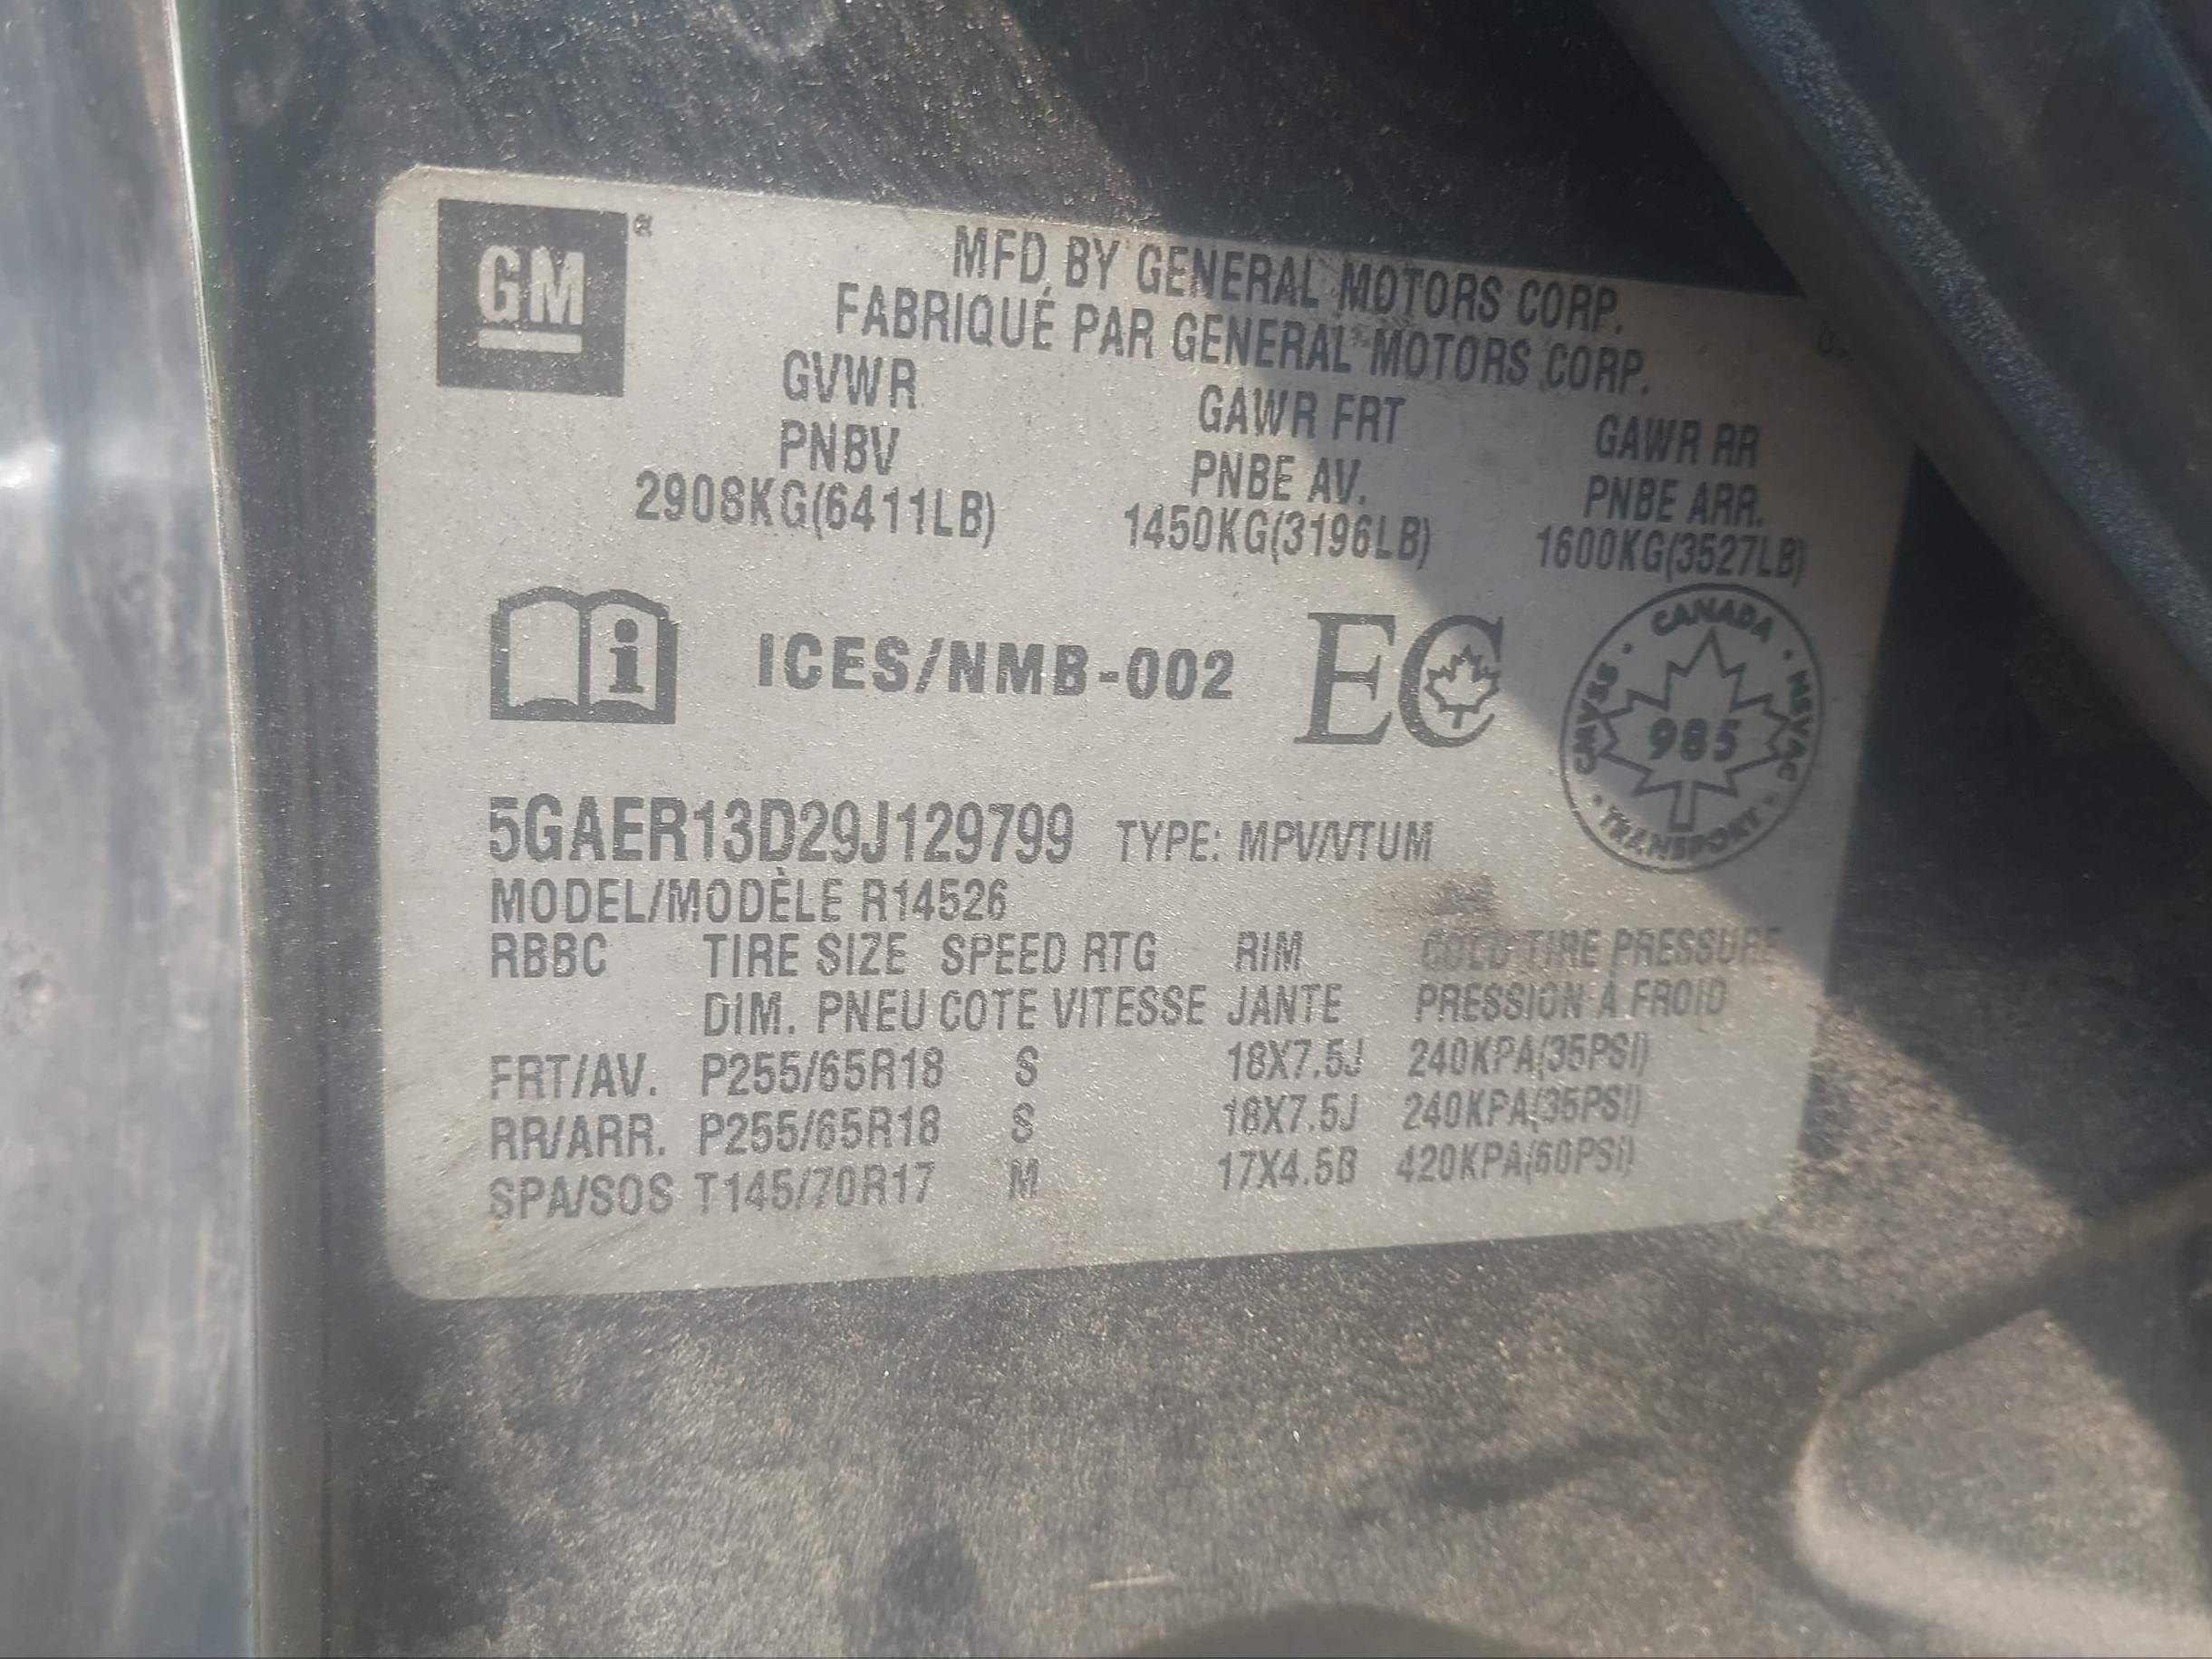 GM ®
MFD. BY GENERAL MOTORS CORP.
FABRIQUÉ PAR GENERAL MOTORS CORP.
GVWR GAWR FRT GAWR RR
PNBV PNBE AV. PNBE ARR.
2908KG(6411LB) 1450KG(3196LB) 1600KG(3527LB)
i ICES/NMB-002 EC CANADA · NSVAC · TRANSPORT · CMVSS · 985
5GAER13D29J129799 TYPE: MPV/VTUM
MODEL/MODÈLE R14526
RBBC TIRE SIZE SPEED RTG RIM COLD TIRE PRESSURE
DIM. PNEU COTE VITESSE JANTE PRESSION A FROID
FRT/AV. P255/65R18 S 18X7.5J 240KPA(35PSI)
RR/ARR. P255/65R18 S 18X7.5J 240KPA(35PSI)
SPA/SOS T145/70R17 M 17X4.5B 420KPA(60PSI)